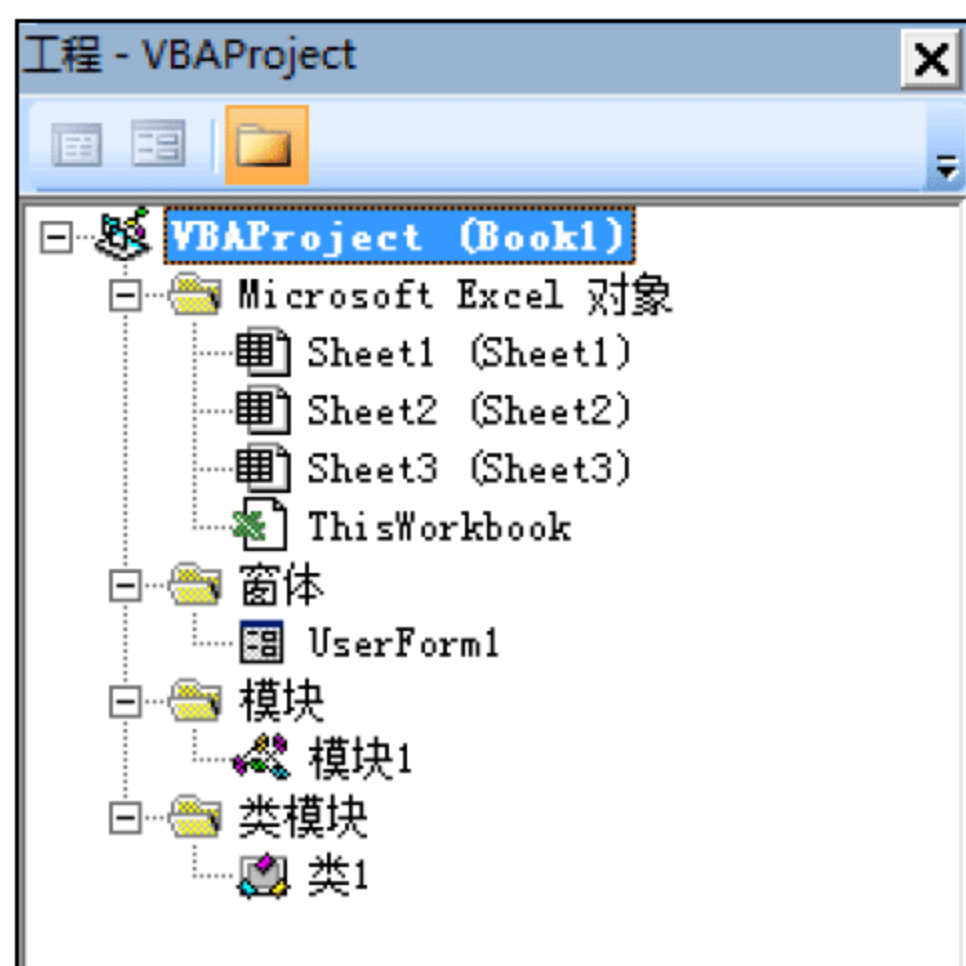 工程 - VBAProject
VBAProject (Book1)
Microsoft Excel 对象
Sheet1 (Sheet1)
Sheet2 (Sheet2)
Sheet3 (Sheet3)
ThisWorkbook
窗体
UserForm1
模块
模块1
类模块
类1